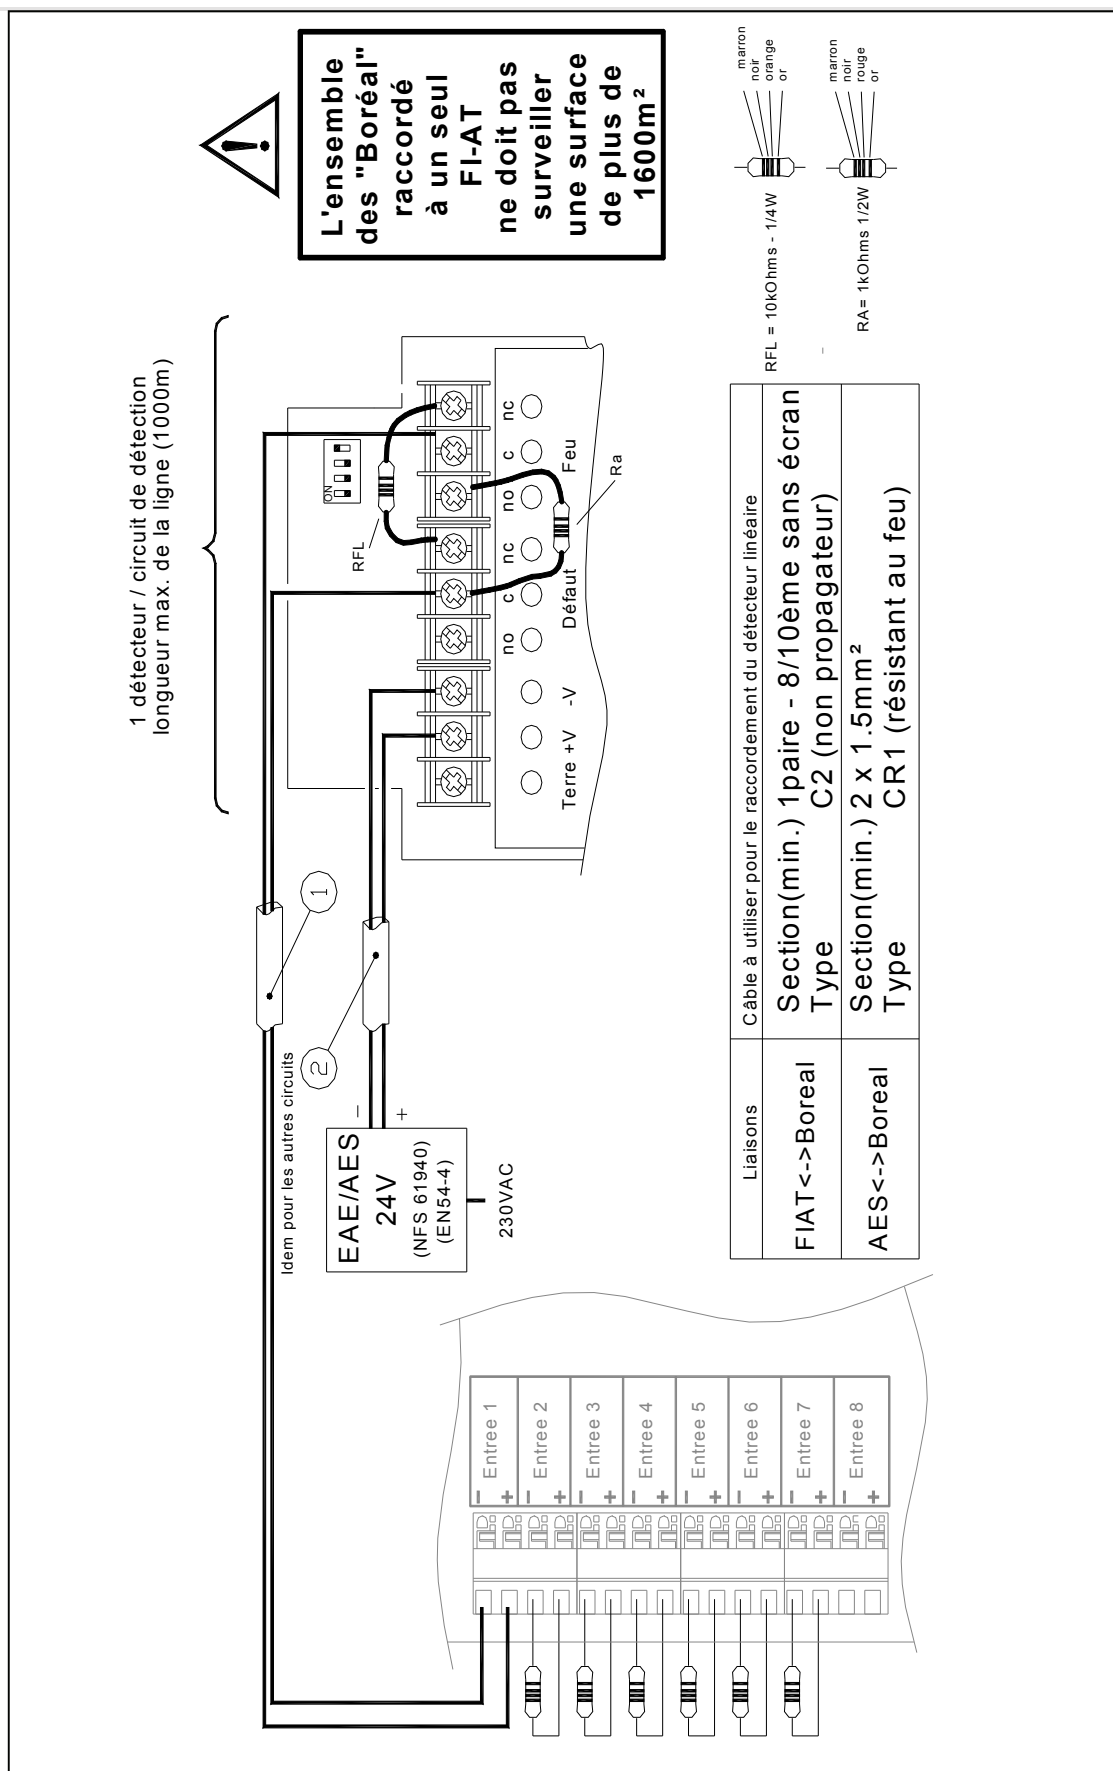 L'ensemble
des "Boréal"
raccordé
à un seul
FI-AT
ne doit pas
surveiller
une surface
de plus de
1600m²
marron
noir
orange
or
RFL = 10kOhms - 1/4W
marron
noir
rouge
or
RA= 1kOhms 1/2W
1 détecteur / circuit de détection
longueur max. de la ligne (1000m)
ON
RFL
nc
c
no
Feu
Ra
nc
c
no
Défaut
-V
+V
Terre
1
2
Idem pour les autres circuits
EAE/AES
24V
(NFS 61940)
(EN54-4)
−
+
230VAC
Liaisons
Câble à utiliser pour le raccordement du détecteur linéaire
FIAT<->Boreal
Section(min.) 1paire - 8/10ème sans écran
Type C2 (non propagateur)
AES<->Boreal
Section(min.) 2 x 1.5mm²
Type CR1 (résistant au feu)
− + Entree 1
− + Entree 2
− + Entree 3
− + Entree 4
− + Entree 5
− + Entree 6
− + Entree 7
− + Entree 8